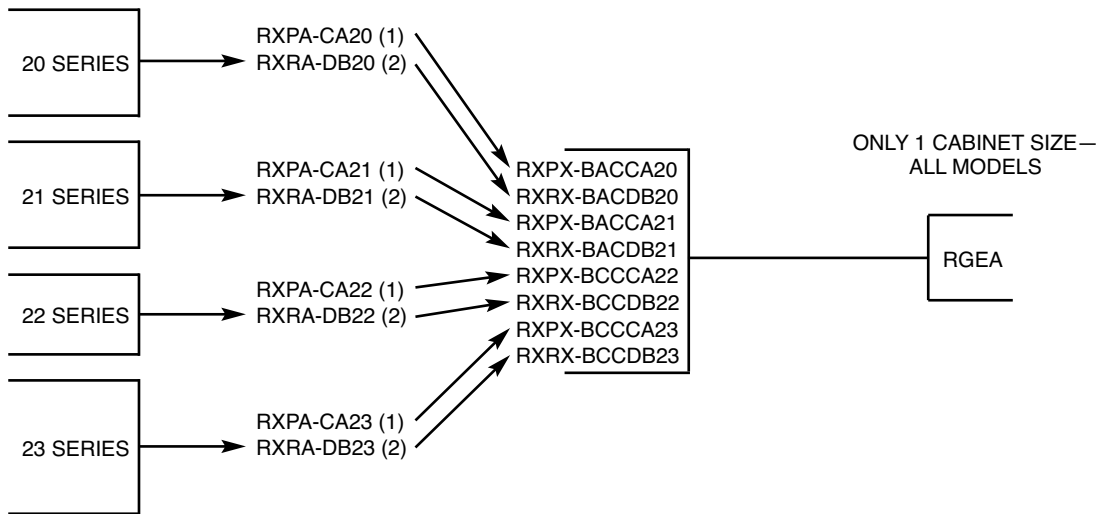 20 SERIES
RXPA-CA20 (1)
RXRA-DB20 (2)
21 SERIES
RXPA-CA21 (1)
RXRA-DB21 (2)
22 SERIES
RXPA-CA22 (1)
RXRA-DB22 (2)
23 SERIES
RXPA-CA23 (1)
RXRA-DB23 (2)
RXPX-BACCA20
RXRX-BACDB20
RXPX-BACCA21
RXRX-BACDB21
RXPX-BCCCA22
RXRX-BCCDB22
RXPX-BCCCA23
RXRX-BCCDB23
ONLY 1 CABINET SIZE—
ALL MODELS
RGEA